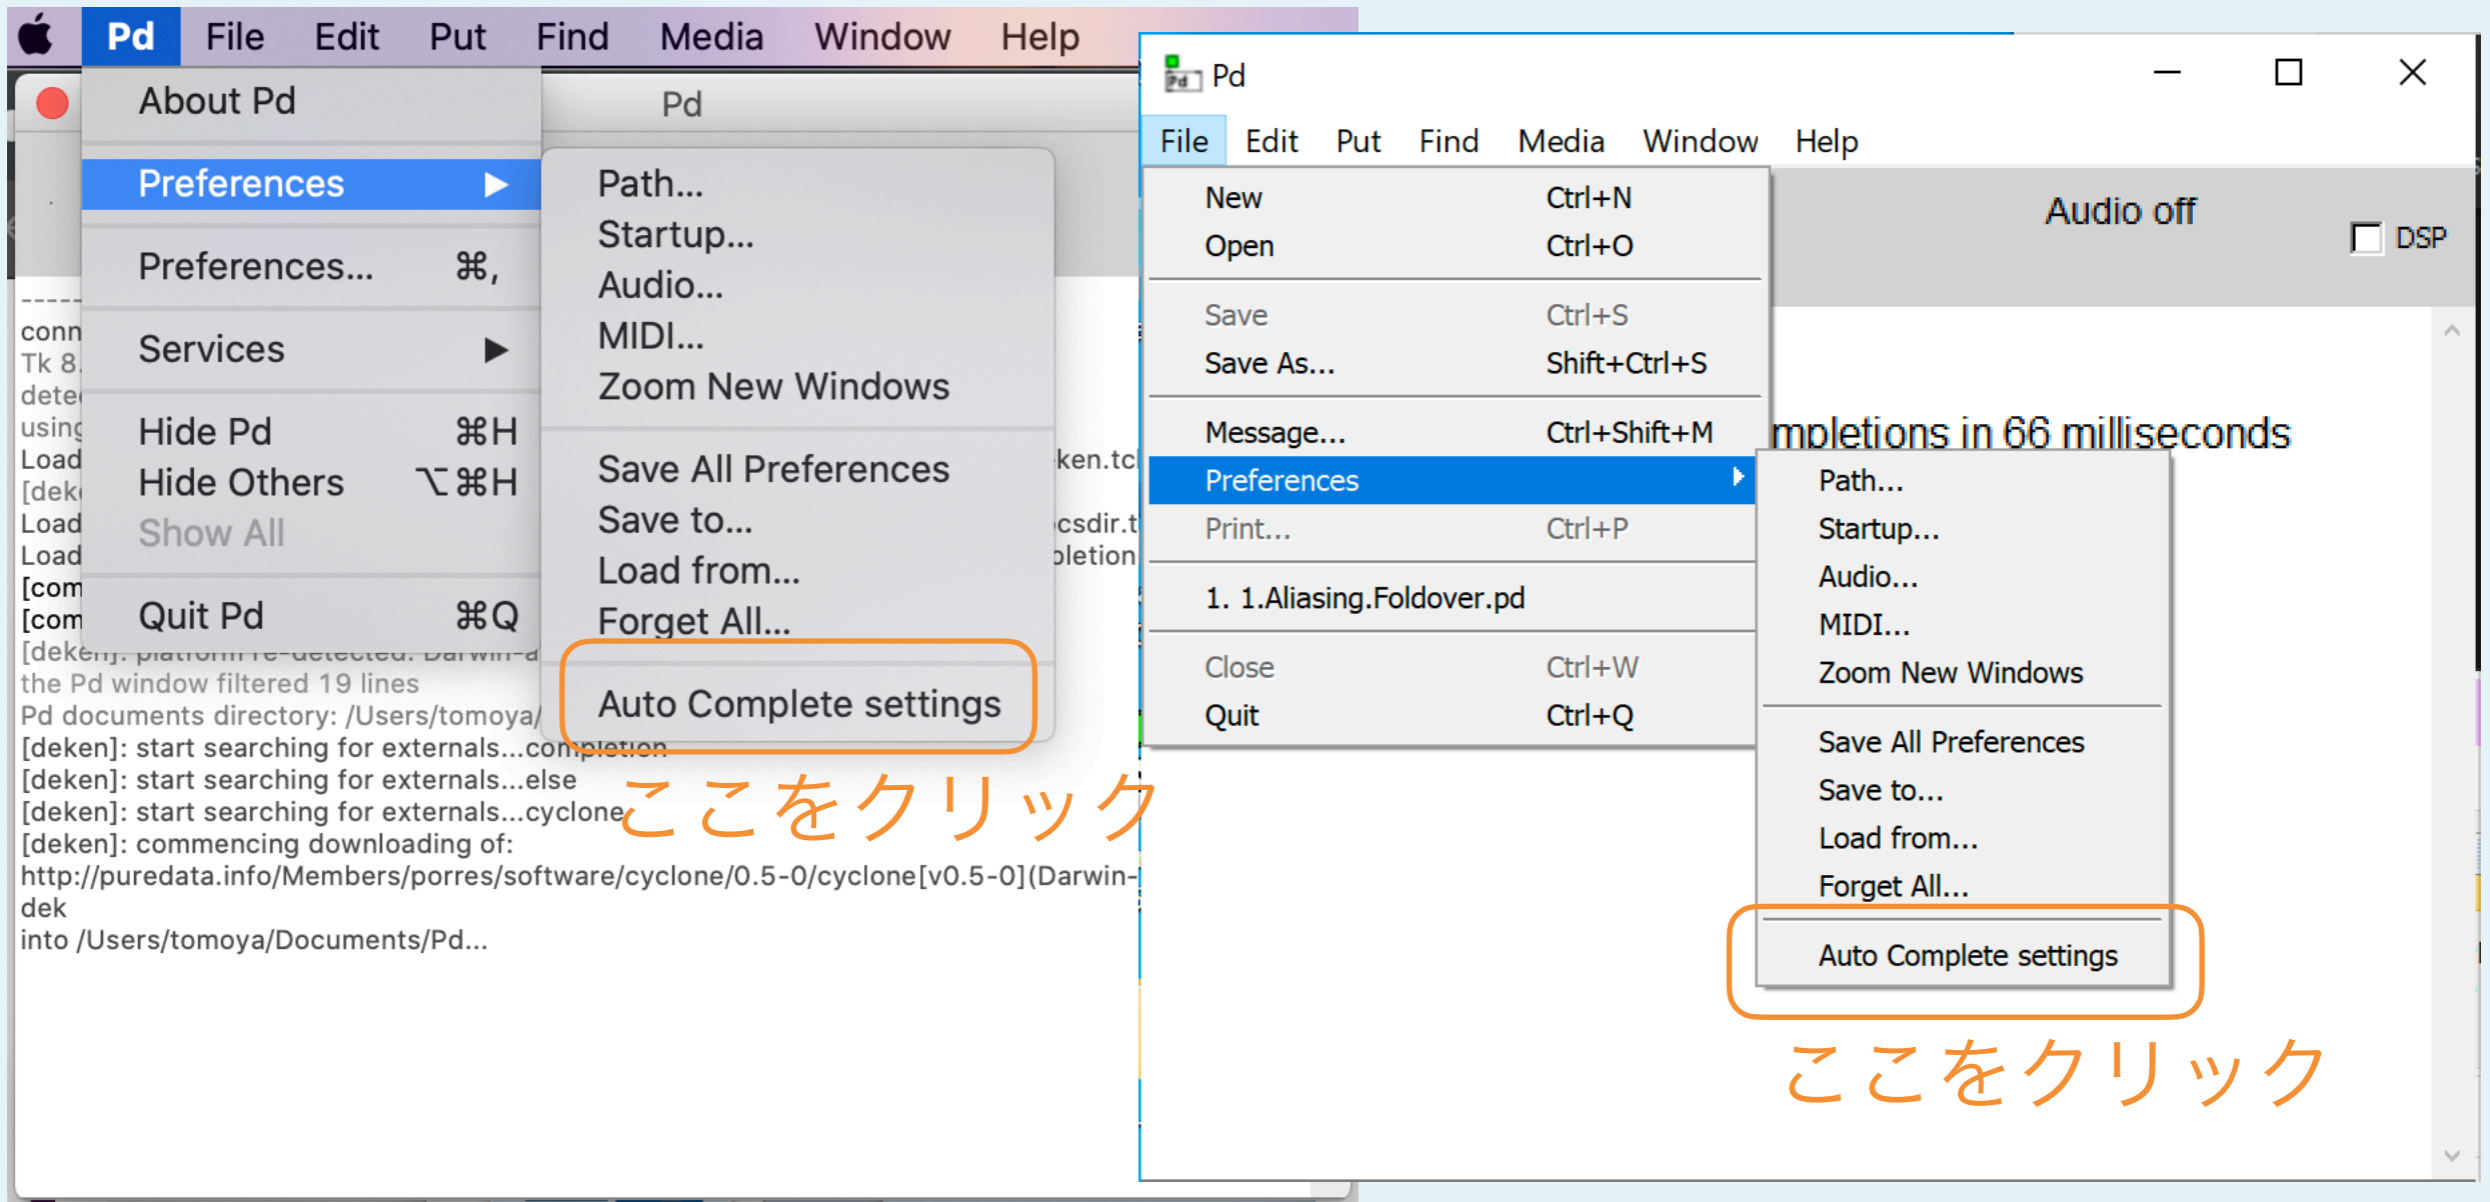 Pd File Edit Put Find Media Window Help
Pd
About Pd
Preferences
Preferences... ⌘,
Services
Hide Pd ⌘H
Hide Others ⌥⌘H
Show All
Quit Pd ⌘Q
Path...
Startup...
Audio...
MIDI...
Zoom New Windows
Save All Preferences
Save to...
Load from...
Forget All...
Auto Complete settings
ここをクリック
the Pd window filtered 19 lines
Pd documents directory: /Users/tomoya/
[deken]: start searching for externals...completion
[deken]: start searching for externals...else
[deken]: start searching for externals...cyclone
[deken]: commencing downloading of:
http://puredata.info/Members/porres/software/cyclone/0.5-0/cyclone[v0.5-0](Darwin-
dek
into /Users/tomoya/Documents/Pd...
Pd
File Edit Put Find Media Window Help
Audio off
DSP
New Ctrl+N
Open Ctrl+O
Save Ctrl+S
Save As... Shift+Ctrl+S
Message... Ctrl+Shift+M
Preferences
Print... Ctrl+P
1. 1.Aliasing.Foldover.pd
Close Ctrl+W
Quit Ctrl+Q
mpletions in 66 milliseconds
Path...
Startup...
Audio...
MIDI...
Zoom New Windows
Save All Preferences
Save to...
Load from...
Forget All...
Auto Complete settings
ここをクリック